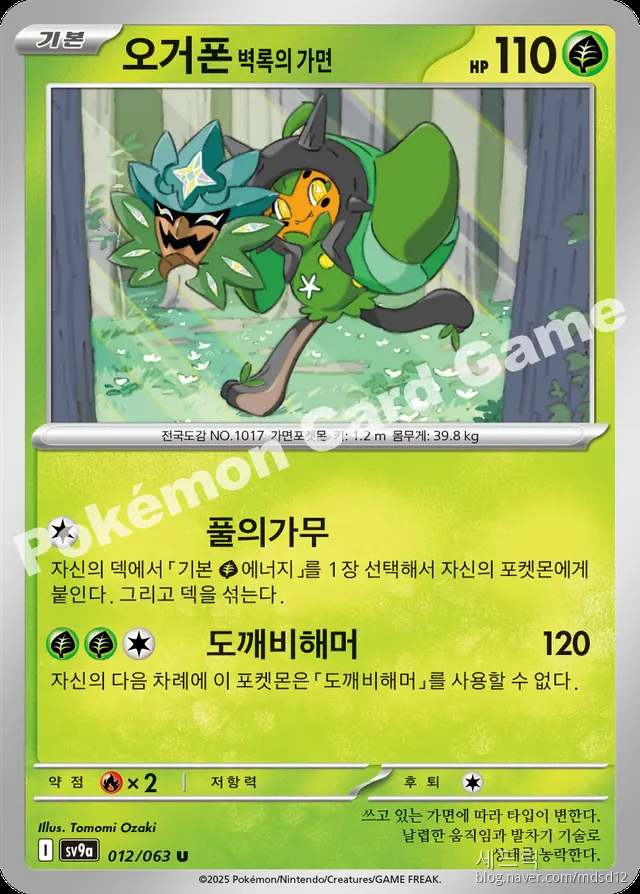 기본
오거폰 벽록의 가면
HP 110
전국도감 NO.1017 가면포켓몬 키: 1.2 m 몸무게: 39.8 kg
Pokémon Card Game
풀의가무
자신의 덱에서 「기본 에너지」를 1장 선택해서 자신의 포켓몬에게
붙인다. 그리고 덱을 섞는다.
도깨비해머 120
자신의 다음 차례에 이 포켓몬은 「도깨비해머」를 사용할 수 없다.
약점 ×2 저항력 후퇴
Illus. Tomomi Ozaki
쓰고 있는 가면에 따라 타입이 변한다.
날렵한 움직임과 발차기 기술로
상대를 농락한다.
I sv9a 012/063 U
blog.naver.com/mdsd12
©2025 Pokémon/Nintendo/Creatures/GAME FREAK.